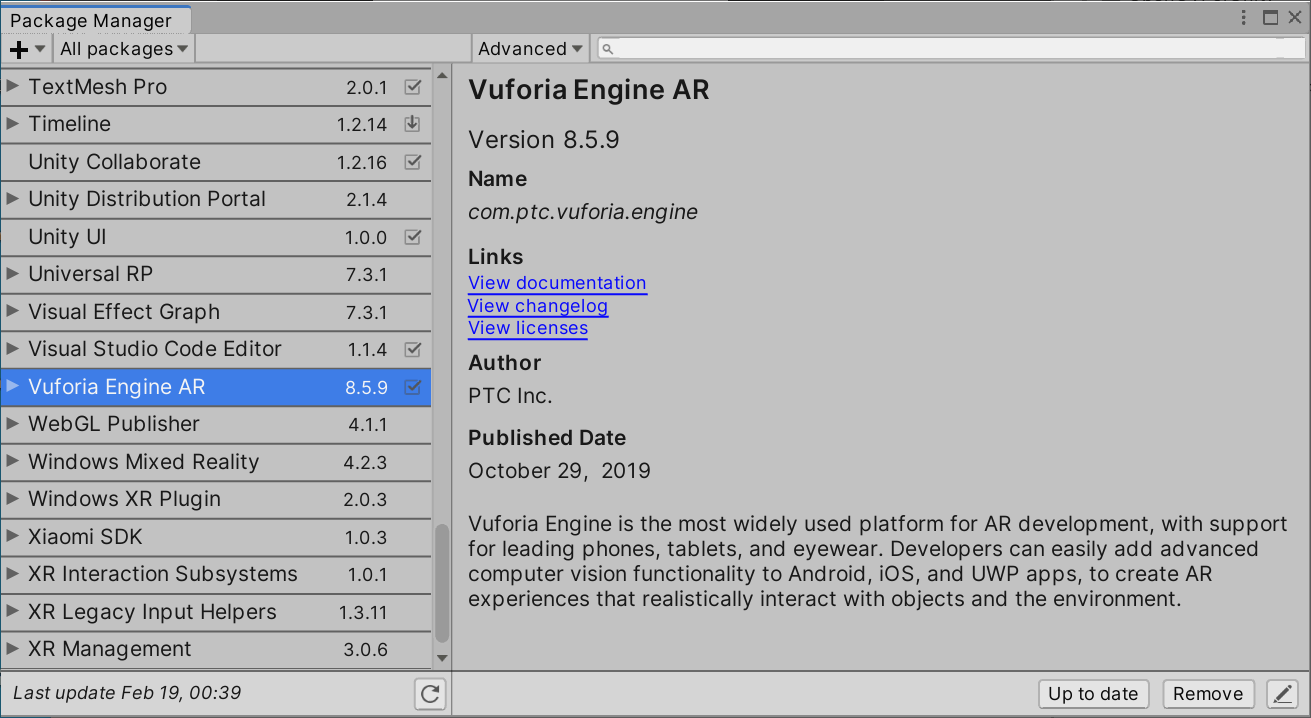 Package Manager
All packages
Advanced
TextMesh Pro 2.0.1
Timeline 1.2.14
Unity Collaborate 1.2.16
Unity Distribution Portal 2.1.4
Unity UI 1.0.0
Universal RP 7.3.1
Visual Effect Graph 7.3.1
Visual Studio Code Editor 1.1.4
Vuforia Engine AR 8.5.9
WebGL Publisher 4.1.1
Windows Mixed Reality 4.2.3
Windows XR Plugin 2.0.3
Xiaomi SDK 1.0.3
XR Interaction Subsystems 1.0.1
XR Legacy Input Helpers 1.3.11
XR Management 3.0.6
Last update Feb 19, 00:39
Vuforia Engine AR
Version 8.5.9
Name
com.ptc.vuforia.engine
Links
View documentation
View changelog
View licenses
Author
PTC Inc.
Published Date
October 29, 2019
Vuforia Engine is the most widely used platform for AR development, with support
for leading phones, tablets, and eyewear. Developers can easily add advanced
computer vision functionality to Android, iOS, and UWP apps, to create AR
experiences that realistically interact with objects and the environment.
Up to date
Remove